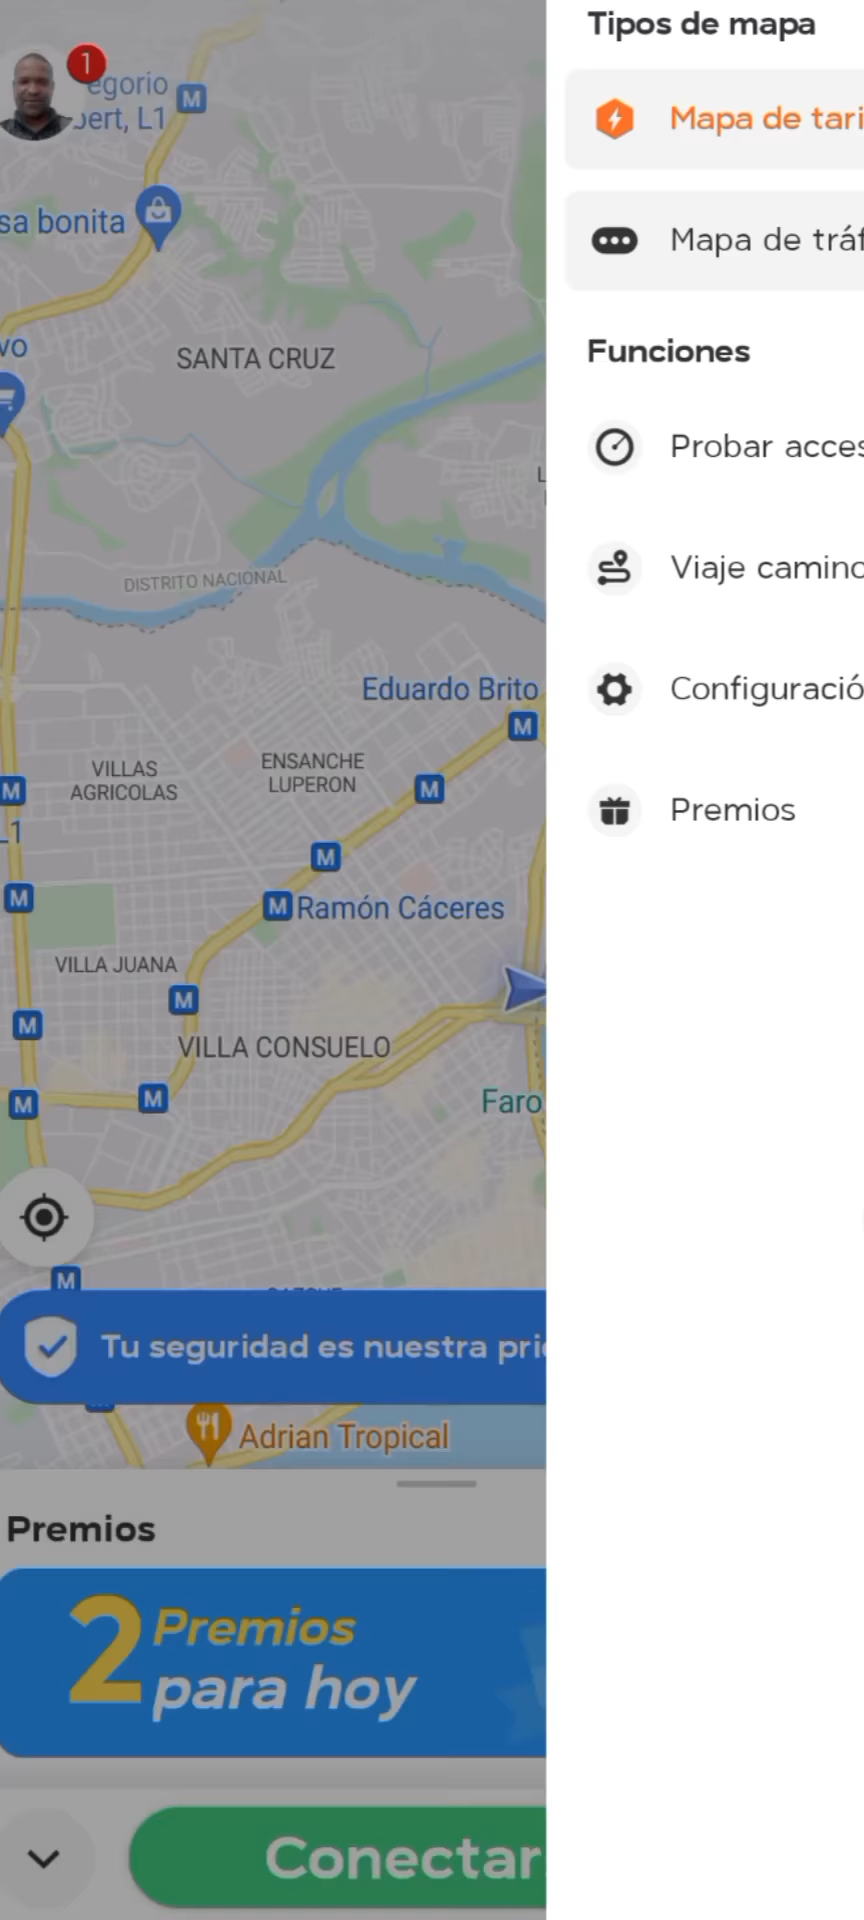 Tipos de mapa
1
egorio
M
bert, L1
Mapa de tari
sa bonita
Mapa de tráf
vo
SANTA CRUZ
Funciones
Probar acces
L
DISTRITO NACIONAL
Viaje camino
Eduardo Brito
M
Configuració
VILLAS
AGRICOLAS
ENSANCHE
LUPERON
M
M
L1
M
Premios
M
M Ramón Cáceres
VILLA JUANA
M
M
VILLA CONSUELO
M
M
Faro
M
Tu seguridad es nuestra pri
Adrian Tropical
Premios
2 Premios
para hoy
Conectar